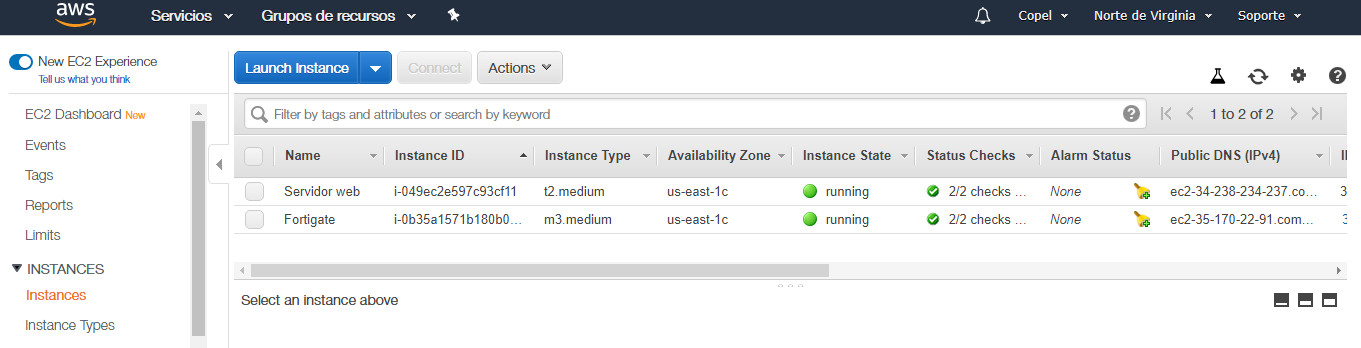 aws Servicios Grupos de recursos Copel Norte de Virginia Soporte
New EC2 Experience
Tell us what you think
EC2 Dashboard New
Events
Tags
Reports
Limits
INSTANCES
Instances
Instance Types
Launch Instance Connect Actions
Filter by tags and attributes or search by keyword ? 1 to 2 of 2
Name Instance ID Instance Type Availability Zone Instance State Status Checks Alarm Status Public DNS (IPv4)
Servidor web i-049ec2e597c93cf11 t2.medium us-east-1c running 2/2 checks ... None ec2-34-238-234-237.co... 3
Fortigate i-0b35a1571b180b0... m3.medium us-east-1c running 2/2 checks ... None ec2-35-170-22-91.com... 3
Select an instance above